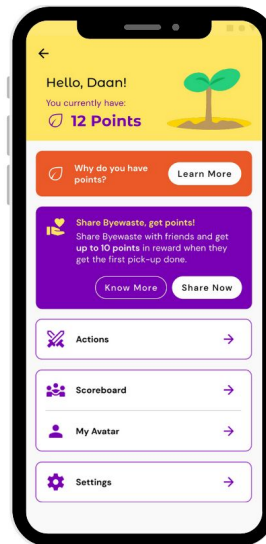 Hello, Daan!
You currently have:
12 Points
Why do you have
points?
Learn More
Share Byewaste, get points!
Share Byewaste with friends and get
up to 10 points in reward when they
get the first pick-up done.
Know More
Share Now
Actions
Scoreboard
My Avatar
Settings